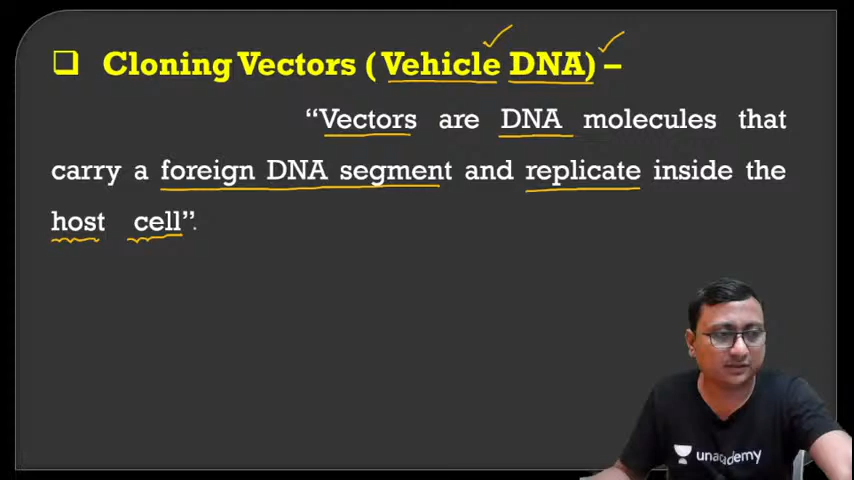 Cloning Vectors ( Vehicle DNA) –
“Vectors are DNA molecules that
carry a foreign DNA segment and replicate inside the
host cell”.
unacademy